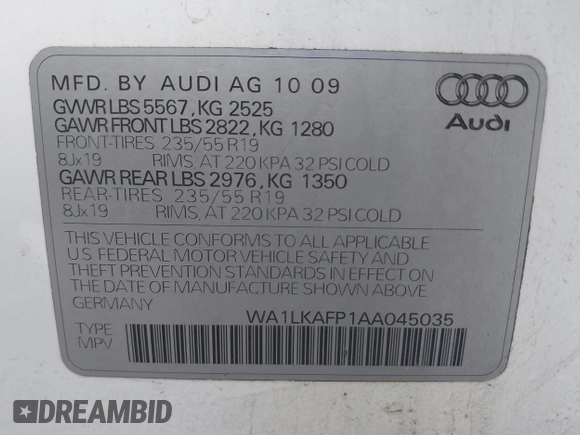 MFD. BY AUDI AG 10 09
GVWR LBS 5567, KG 2525
GAWR FRONT LBS 2822, KG 1280
FRONT-TIRES 235/55 R19
8Jx19 RIMS, AT 220 KPA 32 PSI COLD
GAWR REAR LBS 2976, KG 1350
REAR-TIRES 235/55 R19
8Jx19 RIMS, AT 220 KPA 32 PSI COLD
THIS VEHICLE CONFORMS TO ALL APPLICABLE
U.S. FEDERAL MOTOR VEHICLE SAFETY AND
THEFT PREVENTION STANDARDS IN EFFECT ON
THE DATE OF MANUFACTURE SHOWN ABOVE.
GERMANY WA1LKAFP1AA045035
TYPE
MPV
Audi
DREAMBID